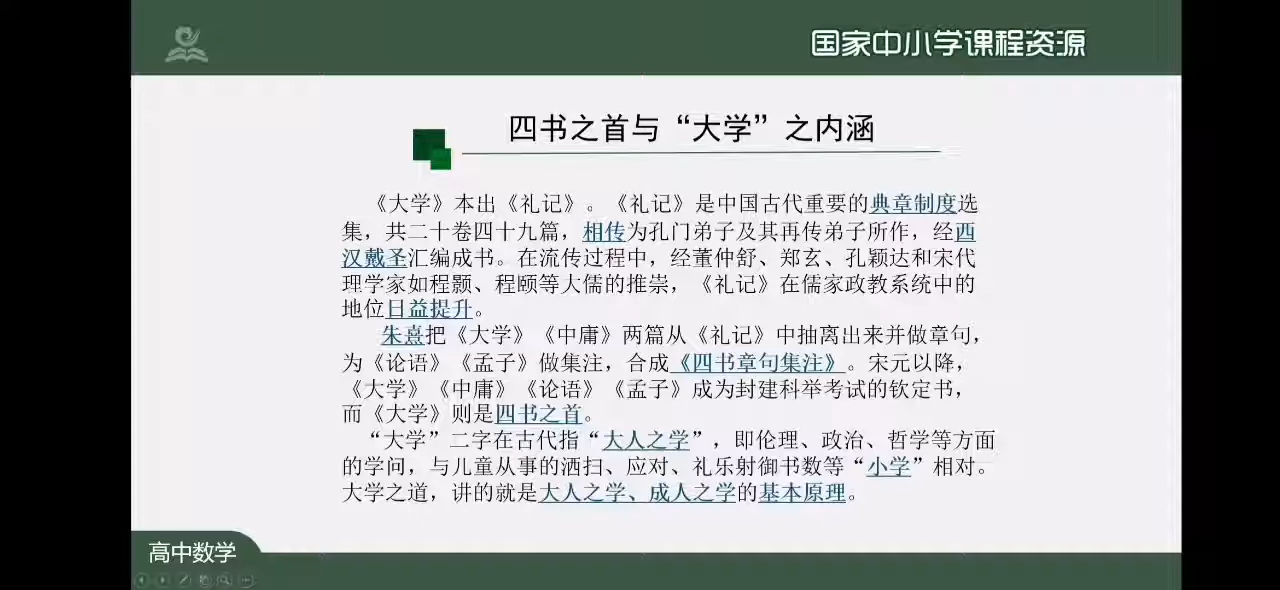 国家中小学课程资源
四书之首与“大学”之内涵
《大学》本出《礼记》。《礼记》是中国古代重要的典章制度选
集，共二十卷四十九篇，相传为孔门弟子及其再传弟子所作，经西
汉戴圣汇编成书。在流传过程中，经董仲舒、郑玄、孔颖达和宋代
理学家如程颢、程颐等大儒的推崇，《礼记》在儒家政教系统中的
地位日益提升。
朱熹把《大学》《中庸》两篇从《礼记》中抽离出来并做章句，
为《论语》《孟子》做集注，合成《四书章句集注》。宋元以降，
《大学》《中庸》《论语》《孟子》成为封建科举考试的钦定书，
而《大学》则是四书之首。
“大学”二字在古代指“大人之学”，即伦理、政治、哲学等方面
的学问，与儿童从事的洒扫、应对、礼乐射御书数等“小学”相对。
大学之道，讲的就是大人之学、成人之学的基本原理。
高中数学